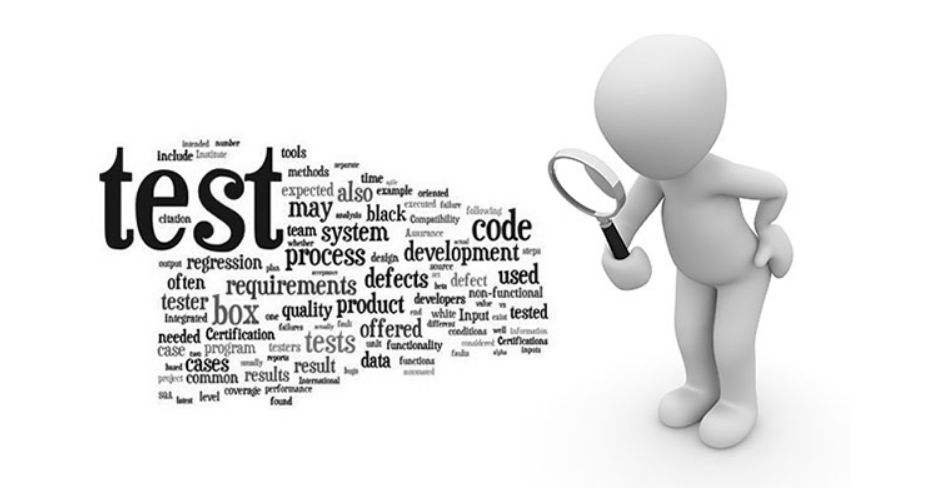 intended number
include Institute
test
tools
methods separate
time
expected also example oriented
citation
may analysis black executed failure
Compatibility following
team system Assurance code
whether
output regression plan process design development steps
often requirements defects source defect used
beta
tester box one quality product developers non-functional
Integrated end white Input exist tested
needed Certification failures actually fault offered different conditions well Information
case program testers tests unit functionality considered Certifications
board cases usually reports result data functions faults alpha inputs
project common results International bugs automated
SQA latest level coverage performance
found